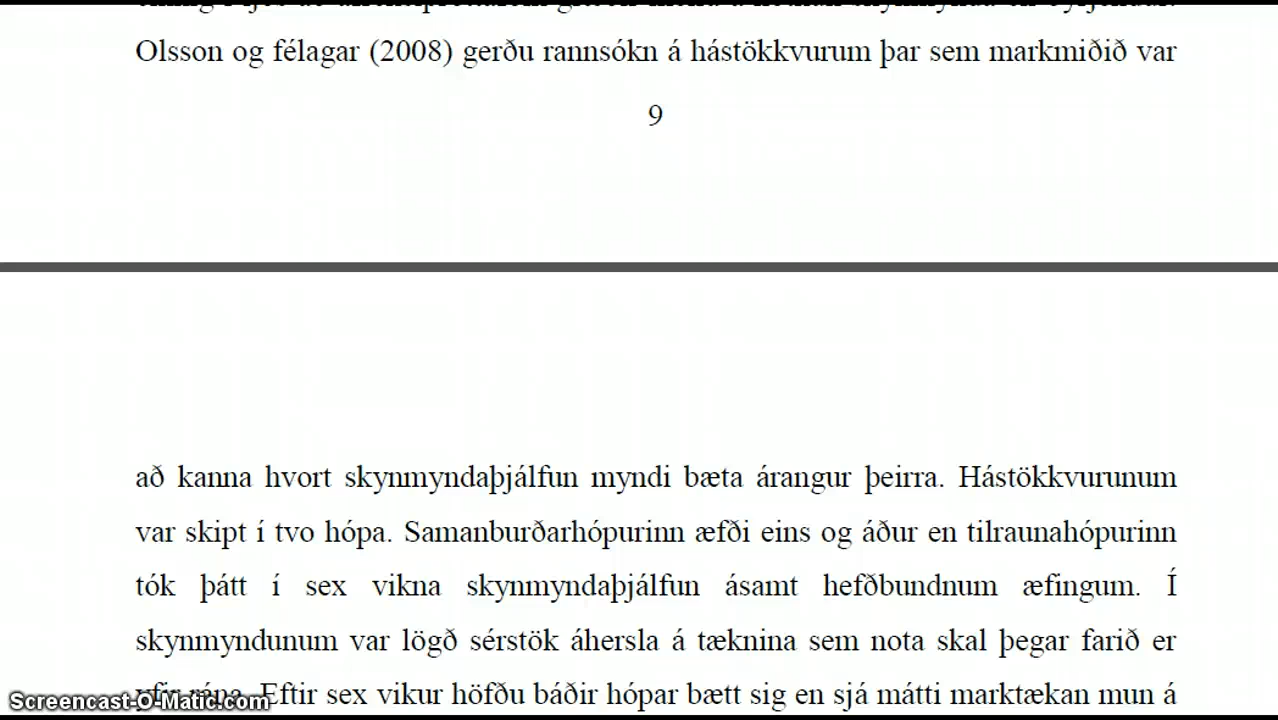 Olsson og félagar (2008) gerðu rannsókn á hástökkvurum þar sem markmiðið var
9
að kanna hvort skynmyndaþjálfun myndi bæta árangur þeirra. Hástökkvurunum
var skipt í tvo hópa. Samanburðarhópurinn æfði eins og áður en tilraunahópurinn
tók þátt í sex vikna skynmyndaþjálfun ásamt hefðbundnum æfingum. Í
skynmyndunum var lögð sérstök áhersla á tæknina sem nota skal þegar farið er
yfir rána. Eftir sex vikur höfðu báðir hópar bætt sig en sjá mátti marktækan mun á
Screencast-O-Matic.com